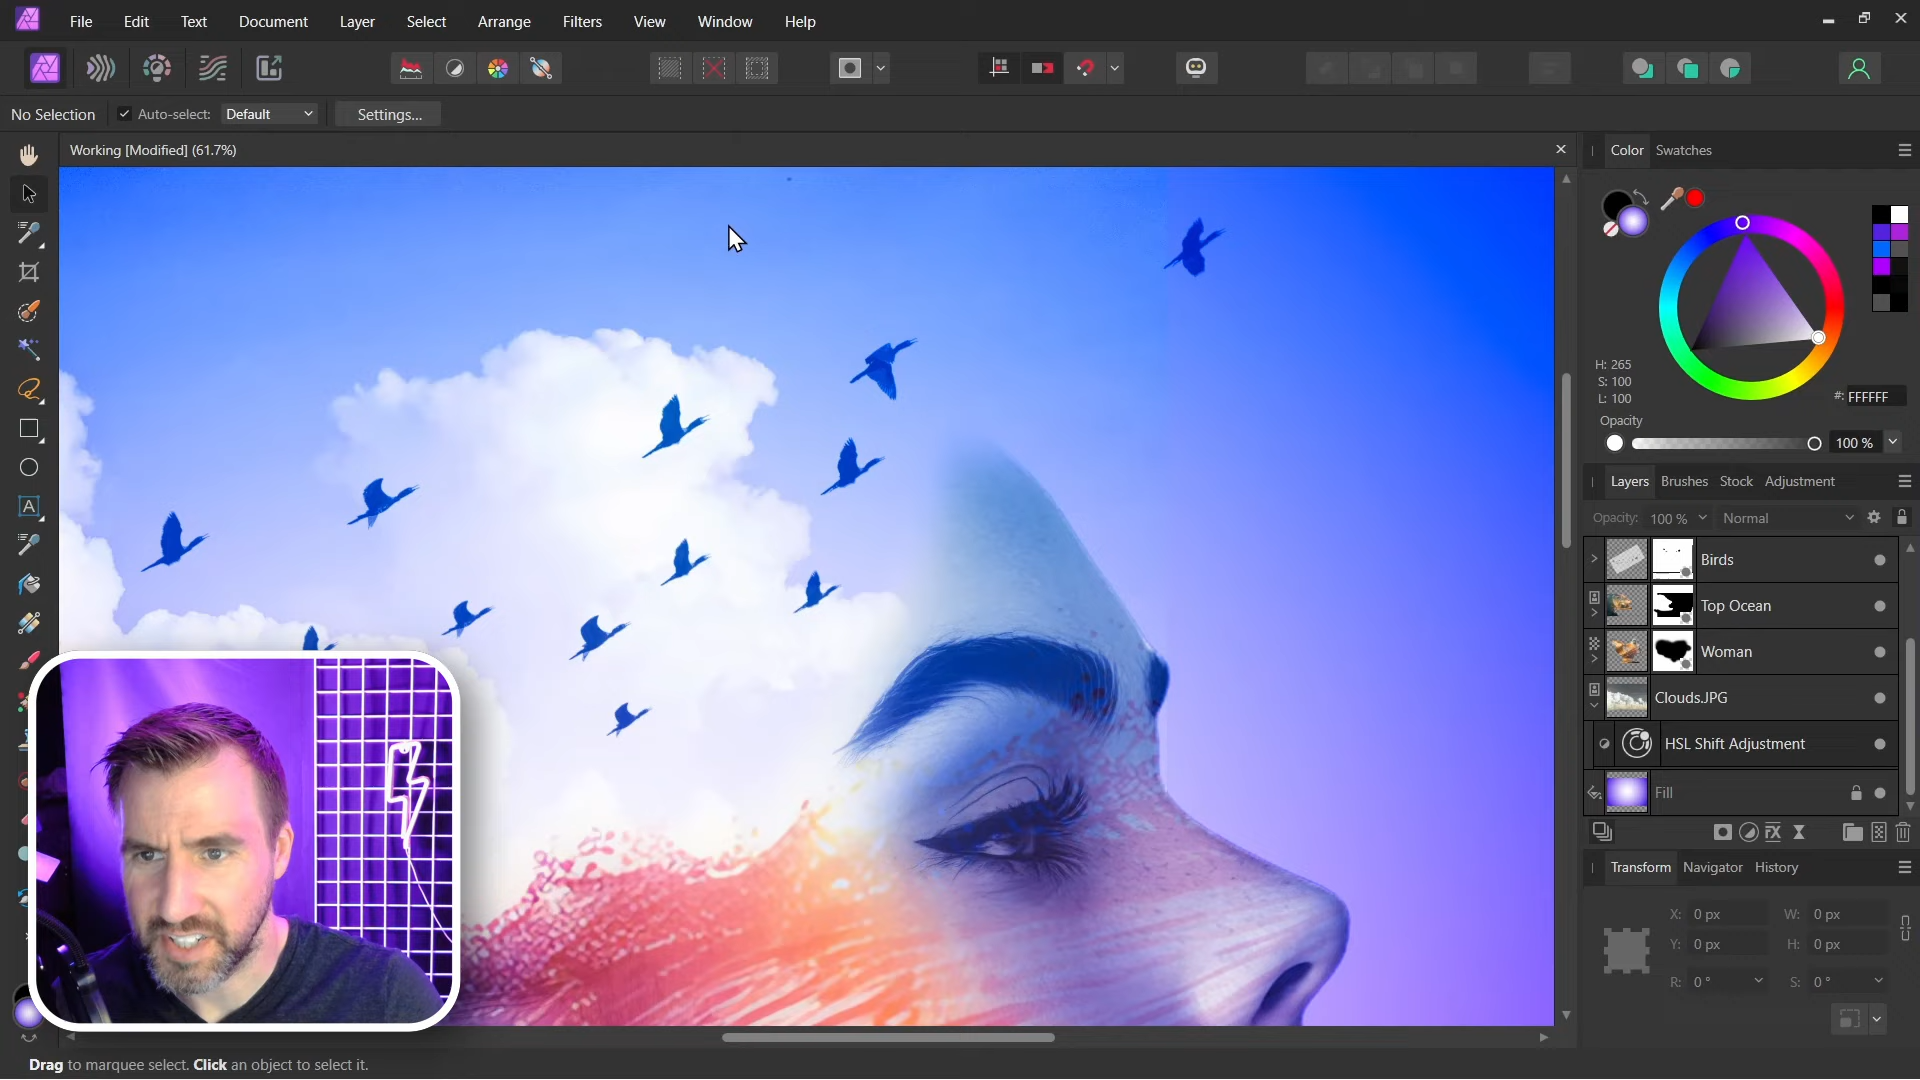 File Edit Text Document Layer Select Arrange Filters View Window Help
No Selection Auto-select: Default Settings...
Working [Modified] (61.7%)
Color Swatches
H: 265
S: 100
L: 100
#: FFFFFF
Opacity
100 %
Layers Brushes Stock Adjustment
Opacity: 100 % Normal
Birds
Top Ocean
Woman
Clouds.JPG
HSL Shift Adjustment
Fill
FX
Transform Navigator History
X: 0 px W: 0 px
Y: 0 px H: 0 px
R: 0 ° S: 0 °
A
Drag to marquee select. Click an object to select it.